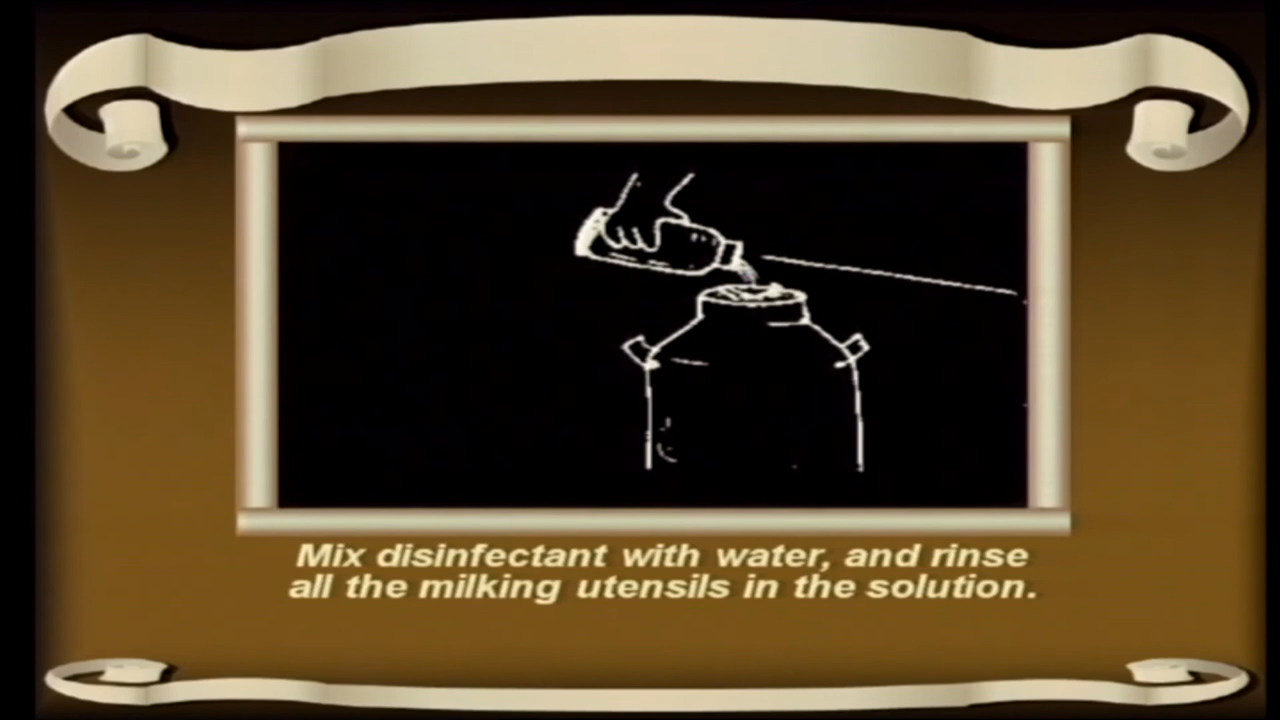 Mix disinfectant with water, and rinse
all the milking utensils in the solution.